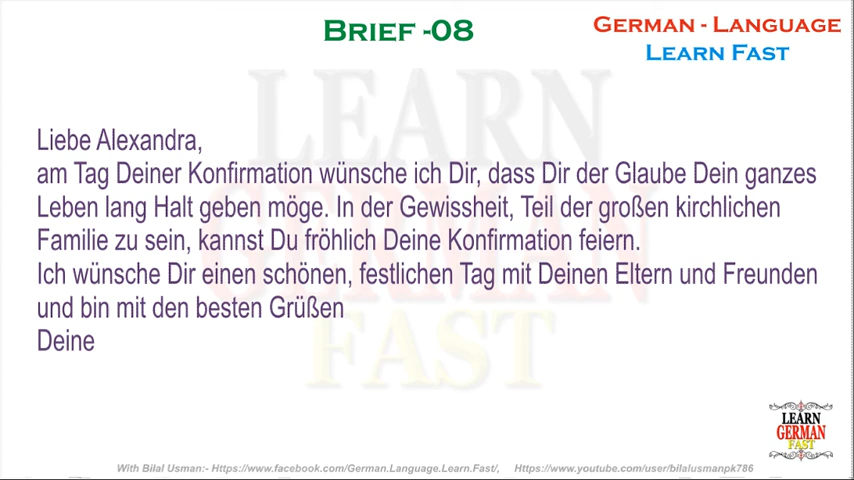 BRIEF -08
GERMAN - LANGUAGE
LEARN FAST
LEARN
GERMAN
FAST
Liebe Alexandra,
am Tag Deiner Konfirmation wünsche ich Dir, dass Dir der Glaube Dein ganzes
Leben lang Halt geben möge. In der Gewissheit, Teil der großen kirchlichen
Familie zu sein, kannst Du fröhlich Deine Konfirmation feiern.
Ich wünsche Dir einen schönen, festlichen Tag mit Deinen Eltern und Freunden
und bin mit den besten Grüßen
Deine
LEARN
GERMAN
FAST
With Bilal Usman:- Https://www.facebook.com/German.Language.Learn.Fast/, Https://www.youtube.com/user/bilalusmanpk786